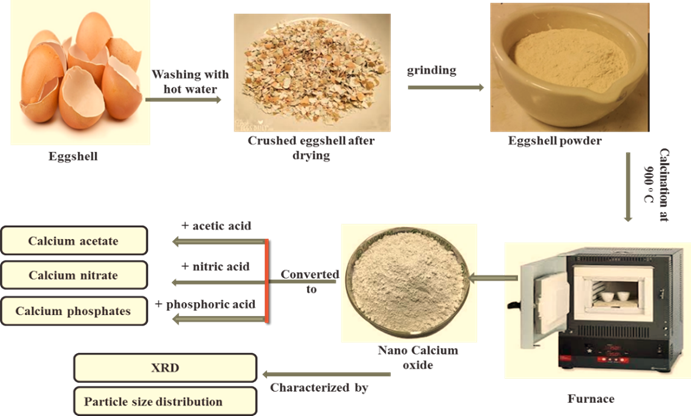 Washing with
hot water
grinding
Eggshell
Crushed eggshell after
drying
Eggshell powder
Calcination at
900 ⁰ C
Calcium acetate
+ acetic acid
Calcium nitrate
+ nitric acid
Converted
to
Calcium phosphates
+ phosphoric acid
Nano Calcium
oxide
Furnace
XRD
Characterized by
Particle size distribution